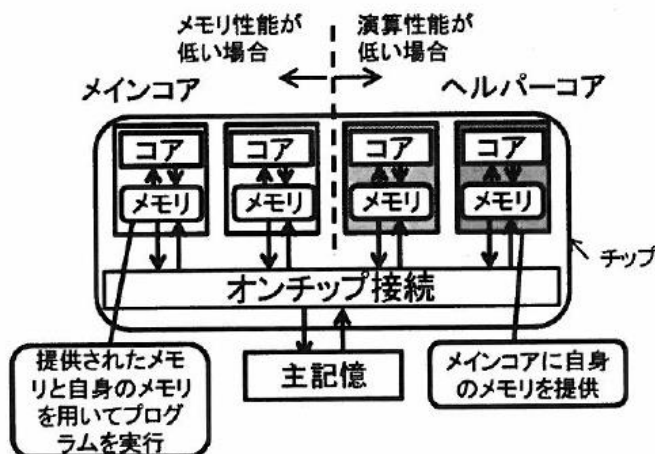 メモリ性能が
低い場合
演算性能が
低い場合
メインコア
ヘルパーコア
コア
コア
コア
コア
メモリ
メモリ
メモリ
メモリ
チップ
オンチップ接続
提供されたメモ
リと自身のメモリ
を用いてプログ
ラムを実行
主記憶
メインコアに自身
のメモリを提供